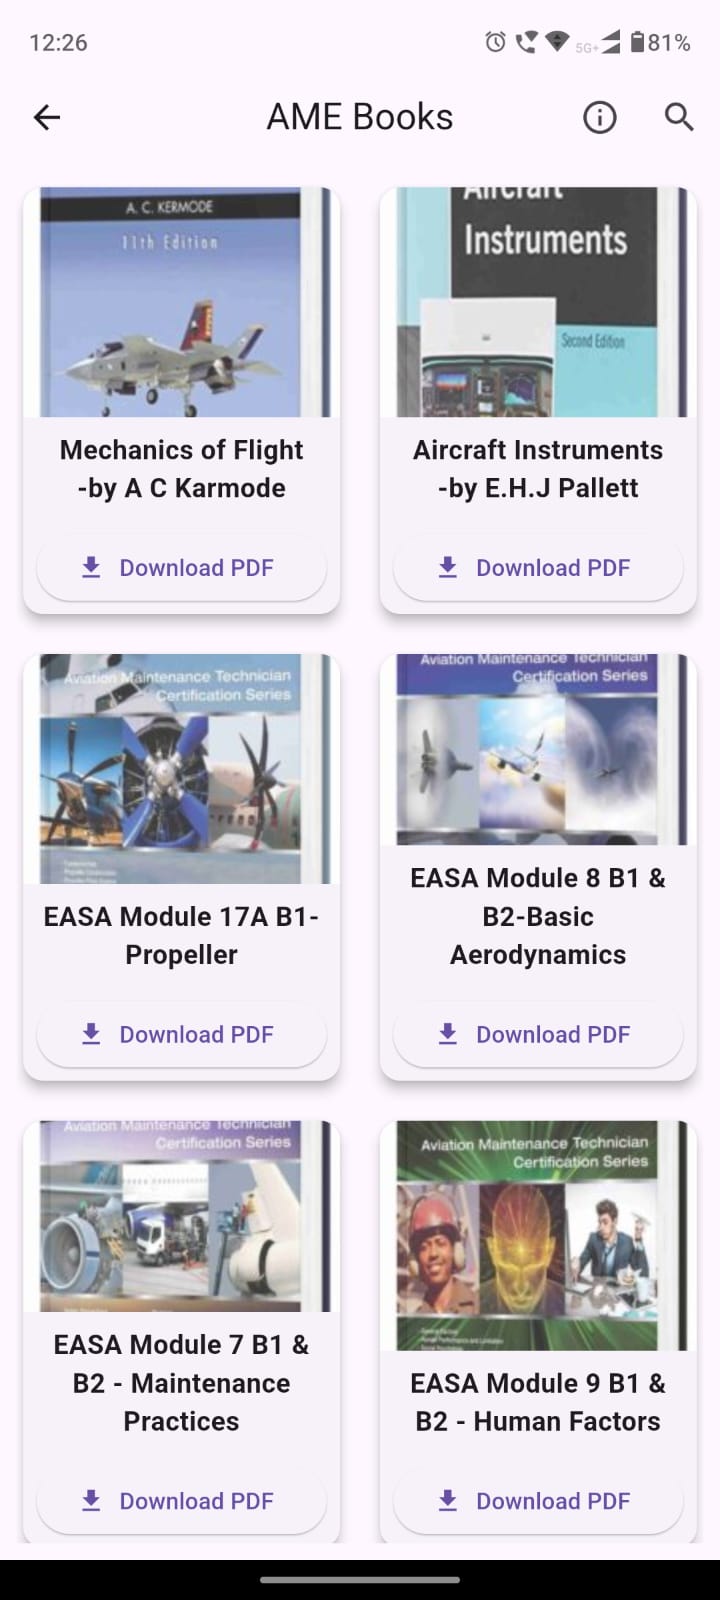 12:26
5G+
81%
AME Books
A. C. KERMODE
11th Edition
Mechanics of Flight
-by A C Karmode
Download PDF
Aircraft
Instruments
Second Edition
Aircraft Instruments
-by E.H.J Pallett
Download PDF
Aviation Maintenance Technician
Certification Series
EASA Module 17A B1-
Propeller
Download PDF
Aviation Maintenance Technician
Certification Series
EASA Module 8 B1 &
B2-Basic
Aerodynamics
Download PDF
Aviation Maintenance Technician
Certification Series
EASA Module 7 B1 &
B2 - Maintenance
Practices
Download PDF
Aviation Maintenance Technician
Certification Series
EASA Module 9 B1 &
B2 - Human Factors
Download PDF